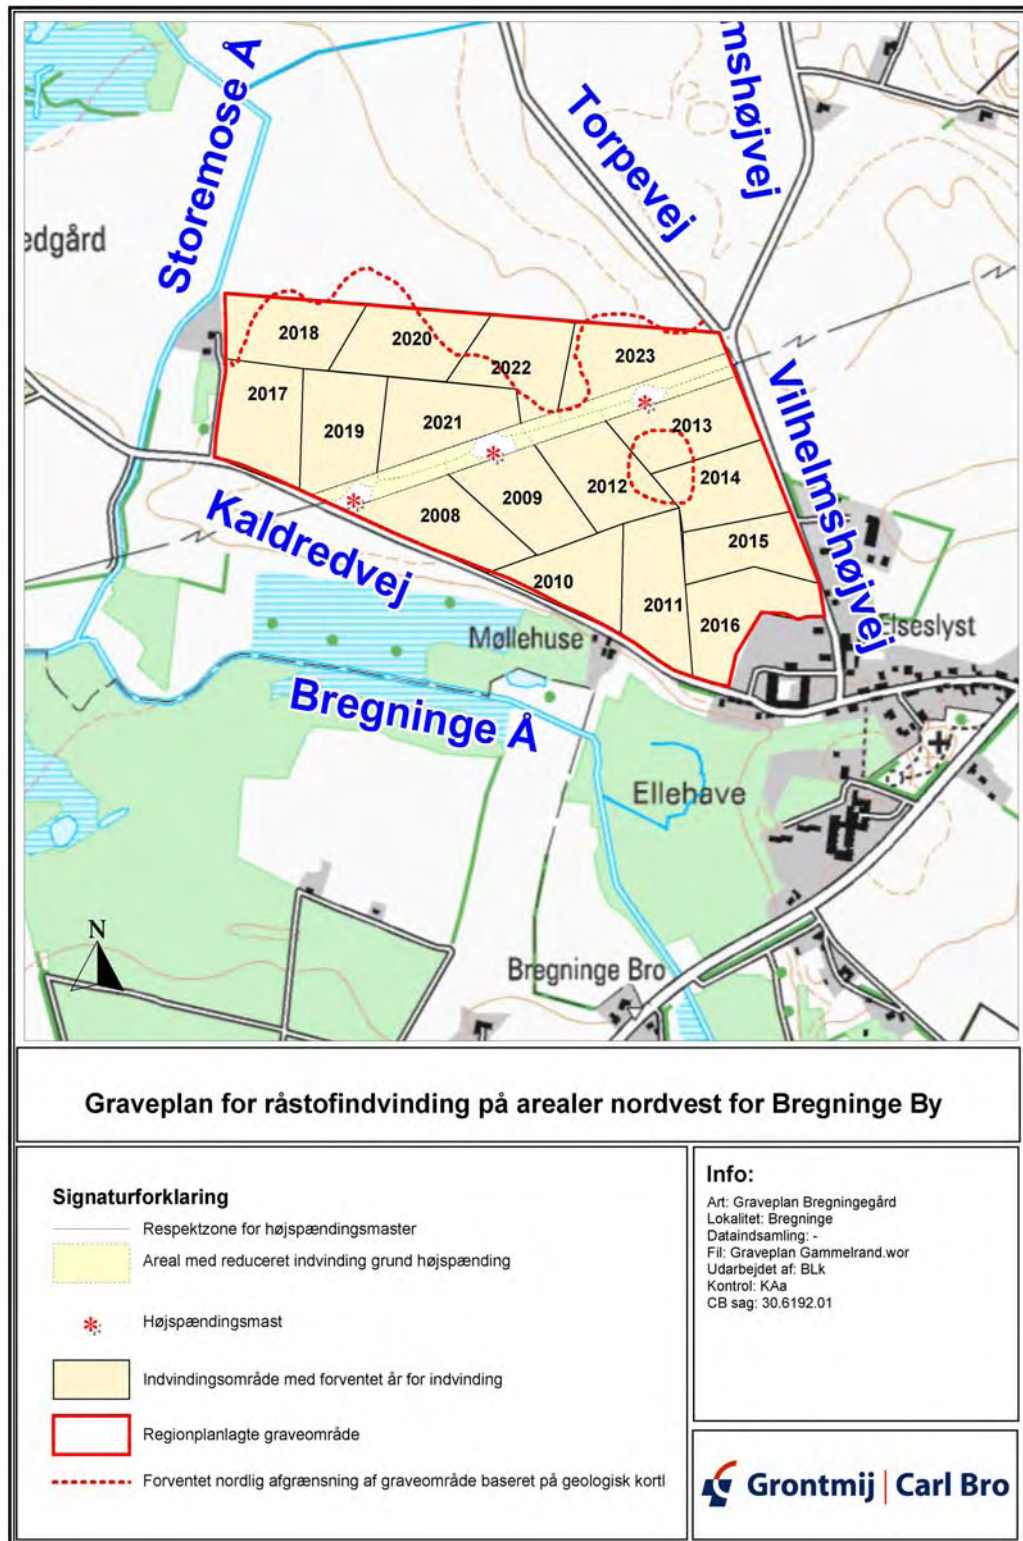 Storemose Å
Torpevej
mshøjvej
edgård
2018
2020
2022
2023
2017
2019
2021
2013
2014
2012
2009
2008
2015
2010
2011
2016
Vilhelmshøjvej
Kaldredvej
Møllehuse
Elseslyst
Bregninge Å
Ellehave
N
Bregninge Bro
Graveplan for råstofindvinding på arealer nordvest for Bregninge By
Signaturforklaring
Respektzone for højspændingsmaster
Areal med reduceret indvinding grund højspænding
Højspændingsmast
Indvindingsområde med forventet år for indvinding
Regionplanlagte graveområde
Forventet nordlig afgrænsning af graveområde baseret på geologisk kortl
Info:
Art: Graveplan Bregningegård
Lokalitet: Bregninge
Dataindsamling: -
Fil: Graveplan Gammelrand.wor
Udarbejdet af: BLk
Kontrol: KAa
CB sag: 30.6192.01
Grontmij | Carl Bro